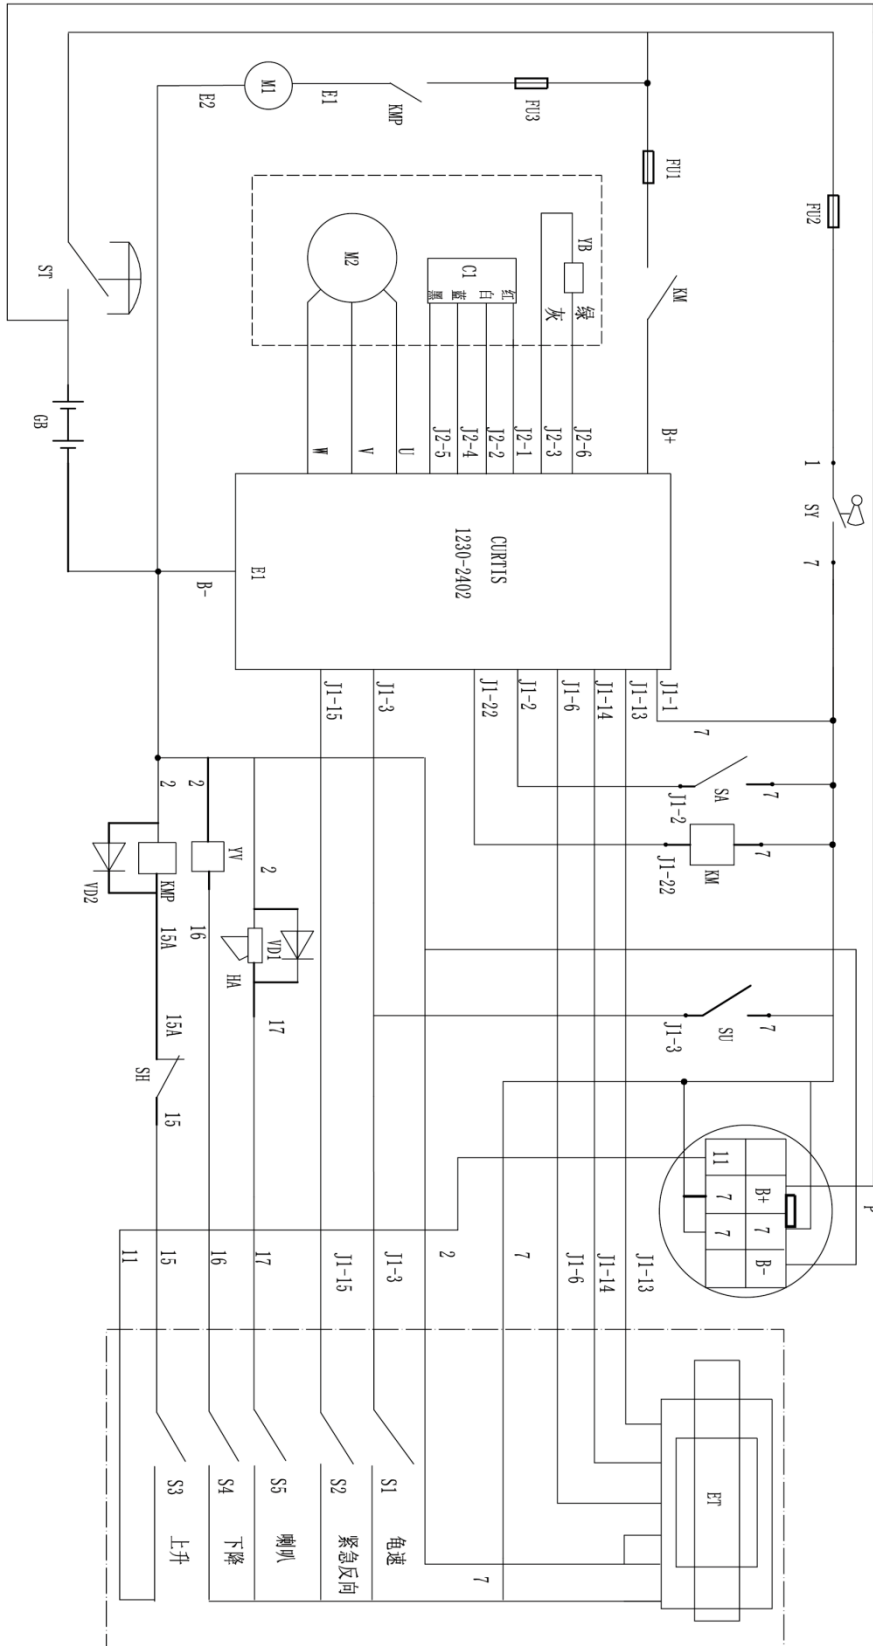 M1
E2
E1
KMP
FU3
FU1
FU2
M2
C1
红
白
蓝
黑
YB
绿
灰
KM
ST
GB
W
V
U
J2-5
J2-4
J2-2
J2-1
J2-3
J2-6
B+
1
SY
7
CURTIS
1230-2402
E1
B-
J1-15
J1-3
J1-22
J1-2
J1-6
J1-14
J1-13
J1-1
7
2
2
J1-2
SA
7
VD2
KMP
YV
2
J1-22
KM
7
15A
16
HA
VD1
15A
17
J1-3
SU
7
SH
15
11
7
7
B+
7
B-
P
11
15
16
17
J1-15
J1-3
2
7
J1-6
J1-14
J1-13
S3
S4
S5
S2
S1
ET
上升
下降
喇叭
紧急反向
龟速
7